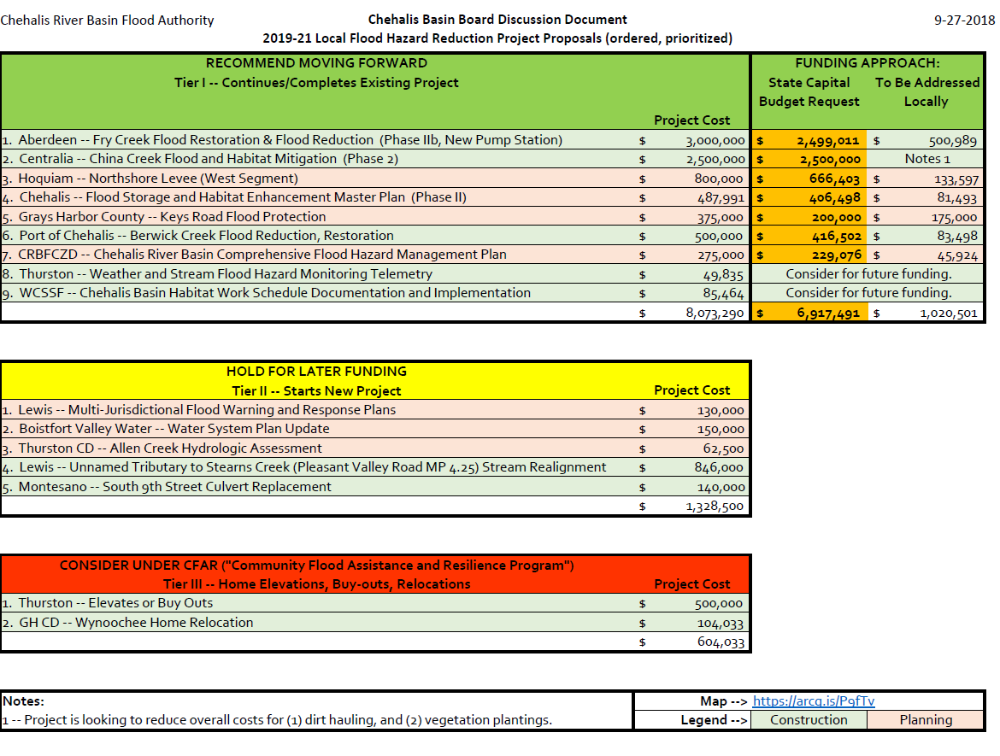 Chehalis River Basin Flood Authority Chehalis Basin Board Discussion Document 9-27-2018
2019-21 Local Flood Hazard Reduction Project Proposals (ordered, prioritized)
RECOMMEND MOVING FORWARD FUNDING APPROACH:
Tier I -- Continues/Completes Existing Project State Capital To Be Addressed
Budget Request Locally
Project Cost
1. Aberdeen -- Fry Creek Flood Restoration & Flood Reduction (Phase IIb, New Pump Station) $ 3,000,000 $ 2,499,011 $ 500,989
2. Centralia -- China Creek Flood and Habitat Mitigation (Phase 2) $ 2,500,000 $ 2,500,000 Notes 1
3. Hoquiam -- Northshore Levee (West Segment) $ 800,000 $ 666,403 $ 133,597
4. Chehalis -- Flood Storage and Habitat Enhancement Master Plan (Phase II) $ 487,991 $ 406,498 $ 81,493
5. Grays Harbor County -- Keys Road Flood Protection $ 375,000 $ 200,000 $ 175,000
6. Port of Chehalis -- Berwick Creek Flood Reduction, Restoration $ 500,000 $ 416,502 $ 83,498
7. CRBFCZD -- Chehalis River Basin Comprehensive Flood Hazard Management Plan $ 275,000 $ 229,076 $ 45,924
8. Thurston -- Weather and Stream Flood Hazard Monitoring Telemetry $ 49,835 Consider for future funding.
9. WCSSF -- Chehalis Basin Habitat Work Schedule Documentation and Implementation $ 85,464 Consider for future funding.
$ 8,073,290 $ 6,917,491 $ 1,020,501
HOLD FOR LATER FUNDING
Tier II -- Starts New Project Project Cost
1. Lewis -- Multi-Jurisdictional Flood Warning and Response Plans $ 130,000
2. Boistfort Valley Water -- Water System Plan Update $ 150,000
3. Thurston CD -- Allen Creek Hydrologic Assessment $ 62,500
4. Lewis -- Unnamed Tributary to Stearns Creek (Pleasant Valley Road MP 4.25) Stream Realignment $ 846,000
5. Montesano -- South 9th Street Culvert Replacement $ 140,000
$ 1,328,500
CONSIDER UNDER CFAR ("Community Flood Assistance and Resilience Program")
Tier III -- Home Elevations, Buy-outs, Relocations Project Cost
1. Thurston -- Elevates or Buy Outs $ 500,000
2. GH CD -- Wynoochee Home Relocation $ 104,033
$ 604,033
Notes: Map --> https://arcg.is/P9fTv
1 -- Project is looking to reduce overall costs for (1) dirt hauling, and (2) vegetation plantings. Legend --> Construction Planning